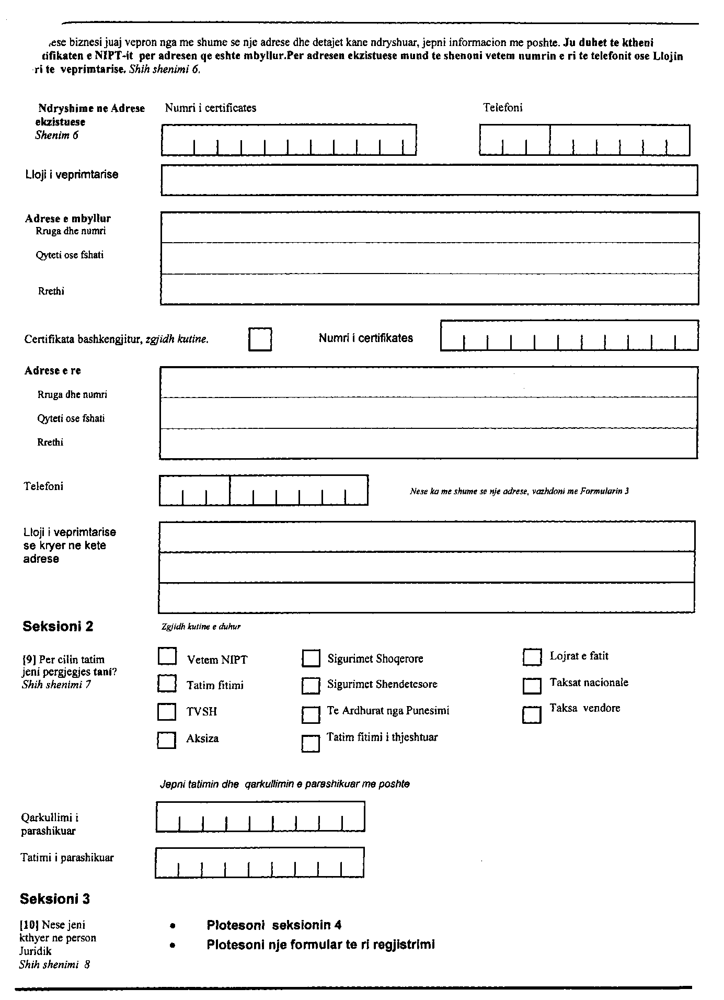 ese biznesi juaj vepron nga me shume se nje adrese dhe detajet kane ndryshuar, jepni informacion me poshte. Ju duhet te ktheni
tifikaten e NIPT-it per adresen qe eshte mbyllur.Per adresen ekzistuese mund te shenoni vetem numrin e ri te telefonit ose Llojin
ri te veprimtarise. Shih shenimi 6.
Ndryshime ne Adrese
ekzistuese
Shenim 6
Numri i certificates
Telefoni
Lloji i veprimtarise
Adrese e mbyllur
Rruga dhe numri
Qyteti ose fshati
Rrethi
Certifikata bashkengjitur, zgjidh kutine.
Numri i certifikates
Adrese e re
Rruga dhe numri
Qyteti ose fshati
Rrethi
Telefoni
Nese ka me shume se nje adrese, vazhdoni me Formularin 3
Lloji i veprimtarise
se kryer ne kete
adrese
Seksioni 2
Zgjidh kutine e duhur
[9] Per cilin tatim
jeni pergjegjes tani?
Shih shenimi 7
Vetem NIPT
Tatim fitimi
TVSH
Aksiza
Sigurimet Shoqerore
Sigurimet Shendetesore
Te Ardhurat nga Punesimi
Tatim fitimi i thjeshtuar
Lojrat e fatit
Taksat nacionale
Taksa vendore
Jepni tatimin dhe qarkullimin e parashikuar me poshte
Qarkullimi i
parashikuar
Tatimi i parashikuar
Seksioni 3
[10] Nese jeni
kthyer ne person
Juridik
Shih shenimi 8
• Plotesoni seksionin 4
• Plotesoni nje formular te ri regjistrimi